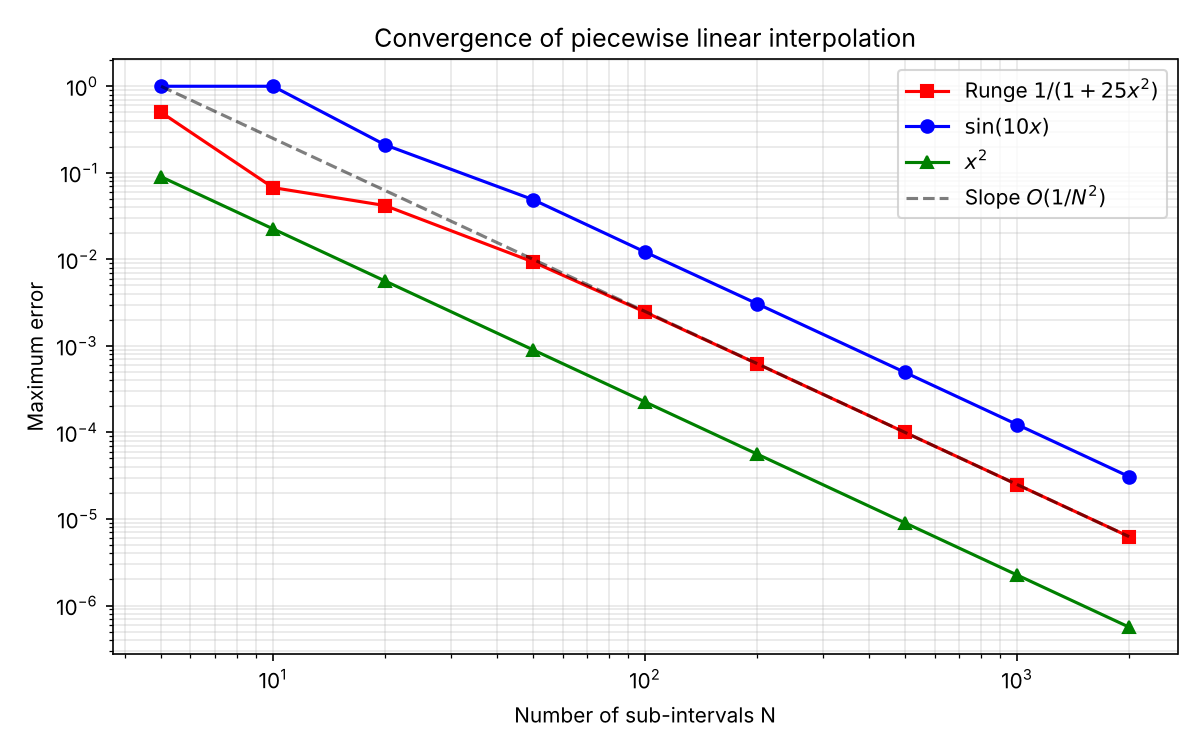 Convergence of piecewise linear interpolation
Runge 1/(1 + 25x²)
sin(10x)
x²
Slope O(1/N²)
Maximum error
10⁰
10⁻¹
10⁻²
10⁻³
10⁻⁴
10⁻⁵
10⁻⁶
10¹ 10² 10³
Number of sub-intervals N